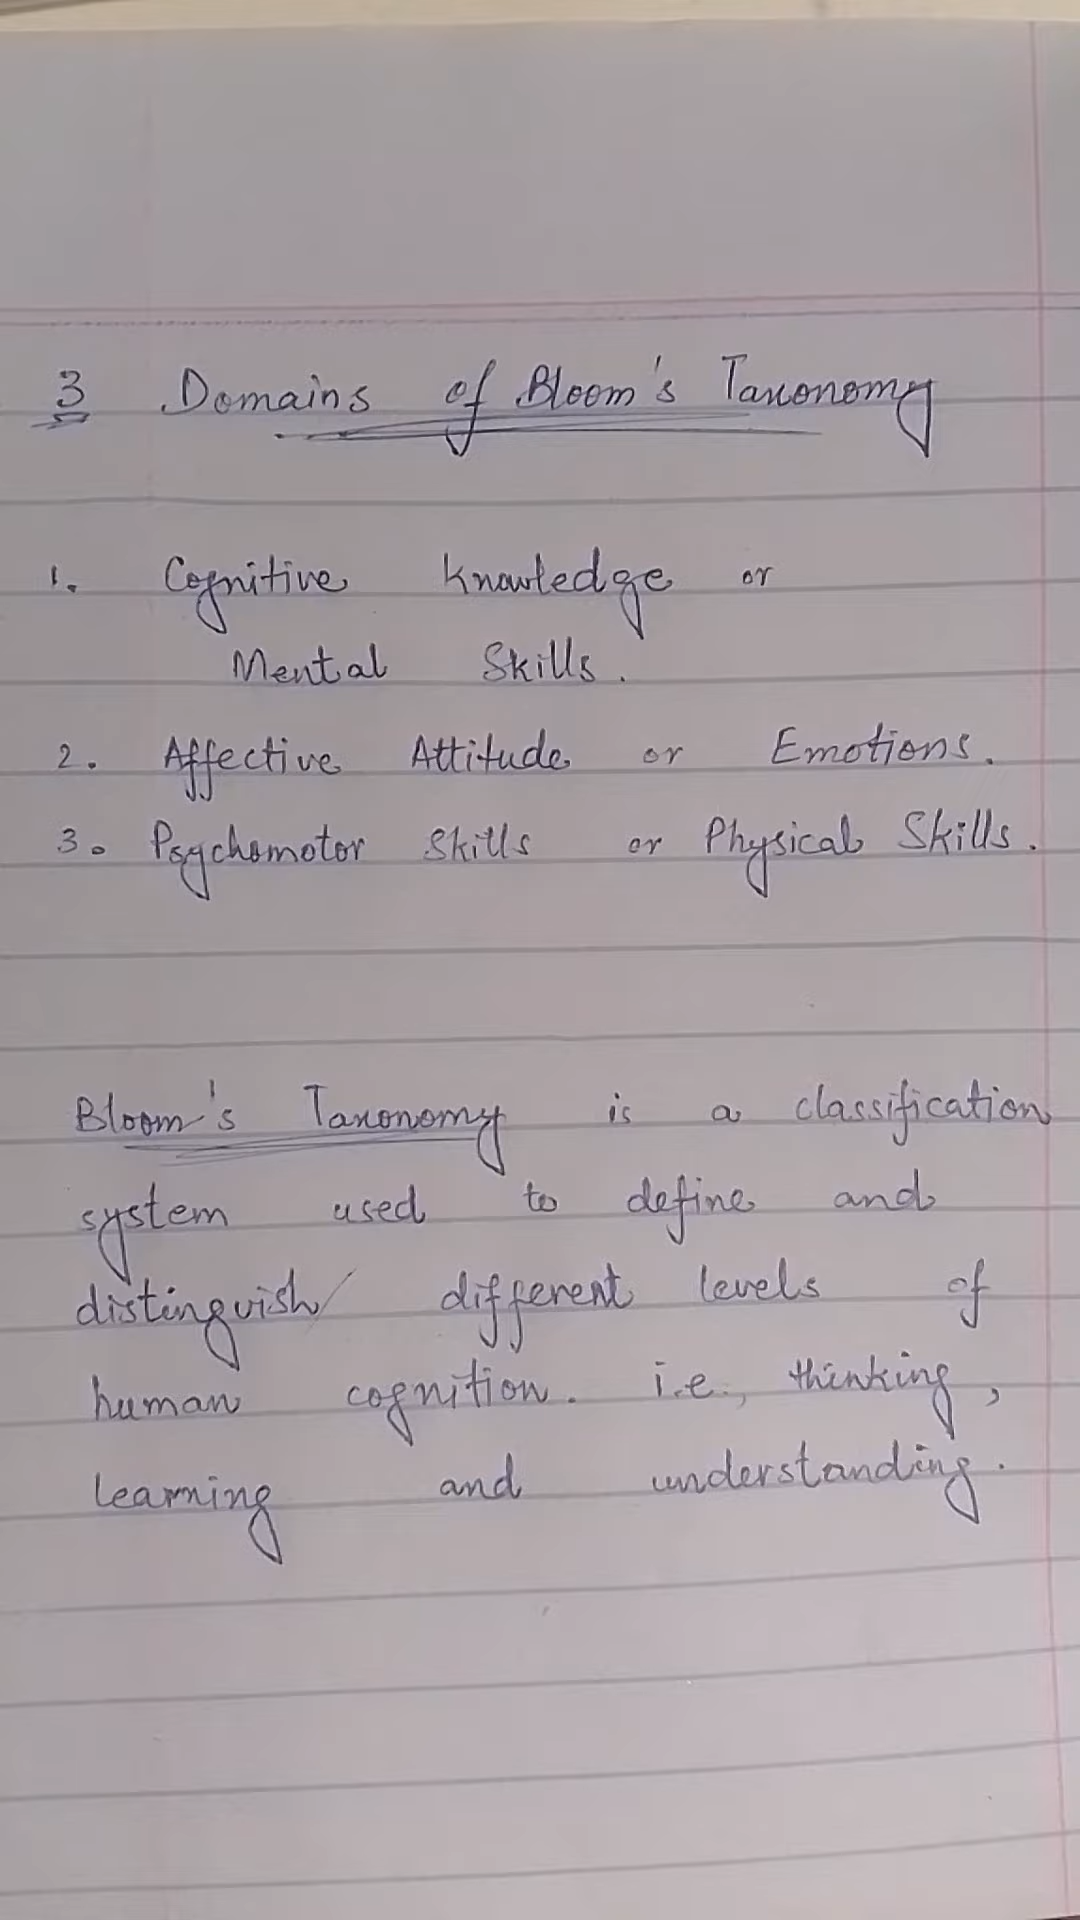 3 Domains of Bloom's Taxonomy
1. Cognitive Knowledge or
Mental Skills.
2. Affective Attitude or Emotions.
3. Psychomotor Skills or Physical Skills.
Bloom's Taxonomy is a classification
system used to define and
distinguish different levels of
human cognition. i.e., thinking,
learning and understanding.